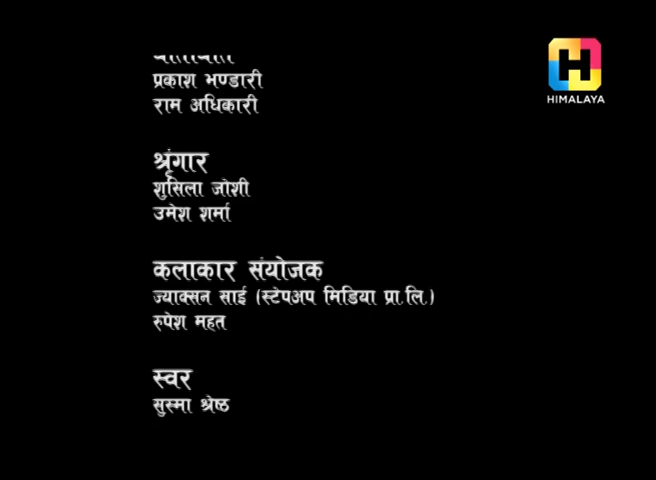 प्रकाश भण्डारी
राम अधिकारी
श्रृंगार
शुसिला जोशी
उमेश शर्मा
कलाकार संयोजक
ज्याक्सन साई (स्टेपअप मिडिया प्रा.लि.)
रुपेश महत
स्वर
सुस्मा श्रेष्ठ
HIMALAYA